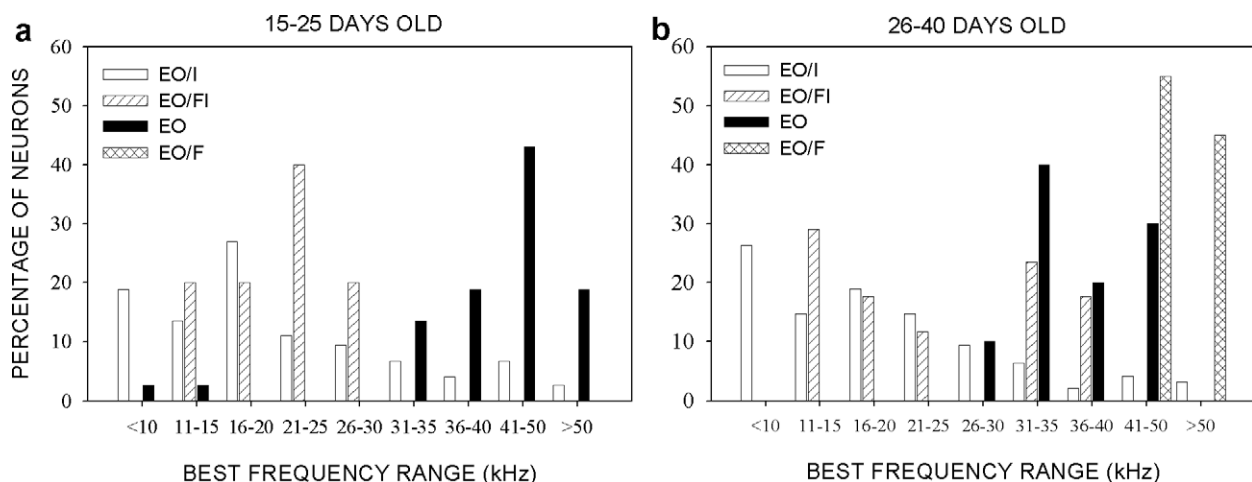 a
15-25 DAYS OLD
PERCENTAGE OF NEURONS
60
50
40
30
20
10
0
EO/I
EO/FI
EO
EO/F
<10 11-15 16-20 21-25 26-30 31-35 36-40 41-50 >50
BEST FREQUENCY RANGE (kHz)
b
26-40 DAYS OLD
60
50
40
30
20
10
0
EO/I
EO/FI
EO
EO/F
<10 11-15 16-20 21-25 26-30 31-35 36-40 41-50 >50
BEST FREQUENCY RANGE (kHz)